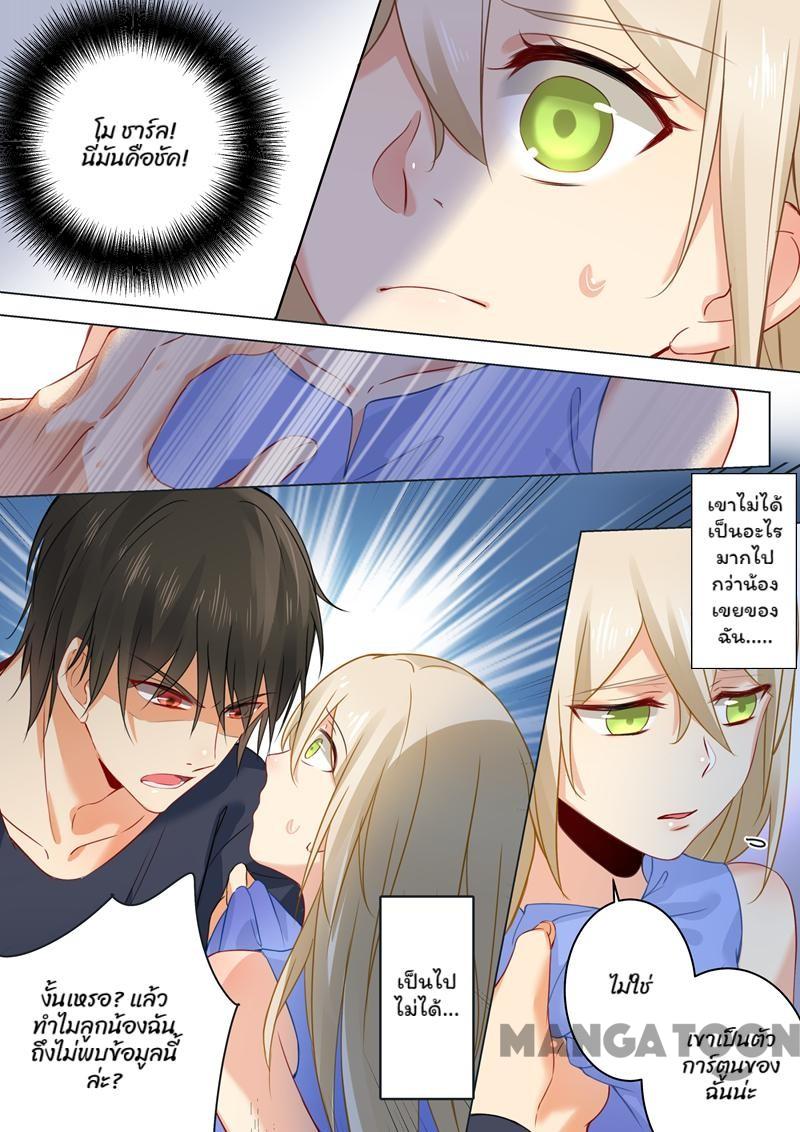 โม ชาร์ล!
นี่มันคือชัค!
เขาไม่ได้
เป็นอะไร
มากไป
กว่าน้อง
เขยของ
ฉัน.....
ไม่ใช่
เขาเป็นตัว
การ์ตูนของ
ฉันน่ะ
เป็นไป
ไม่ได้...
งั้นเหรอ? แล้ว
ทำไมลูกน้องฉัน
ถึงไม่พบข้อมูลนี้
ล่ะ?
MANGATOON